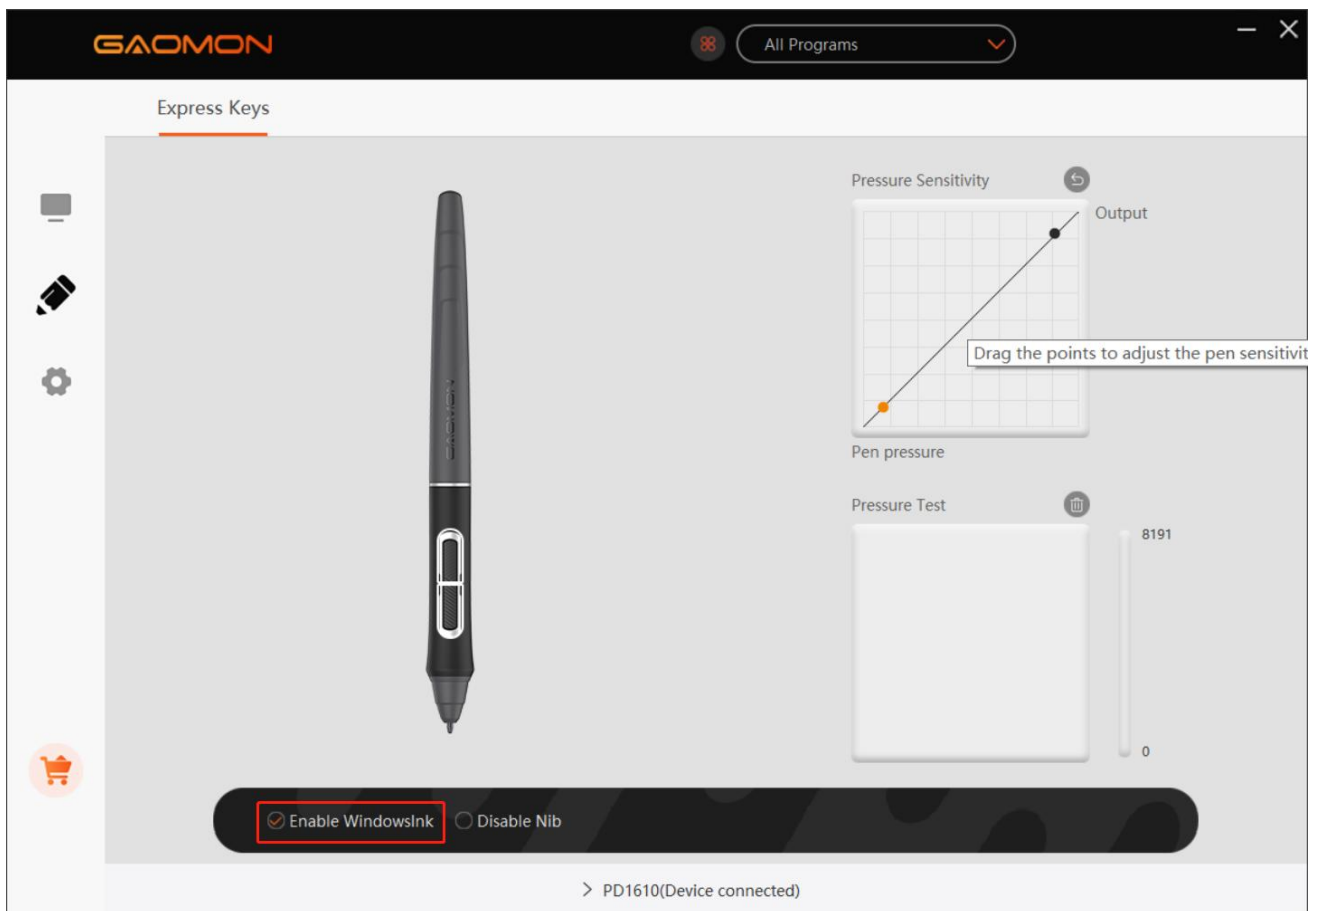 GAOMON
All Programs
Express Keys
Pressure Sensitivity
Output
Drag the points to adjust the pen sensitivit
Pen pressure
GAOMON
Pressure Test
8191
0
Enable WindowsInk
Disable Nib
PD1610(Device connected)